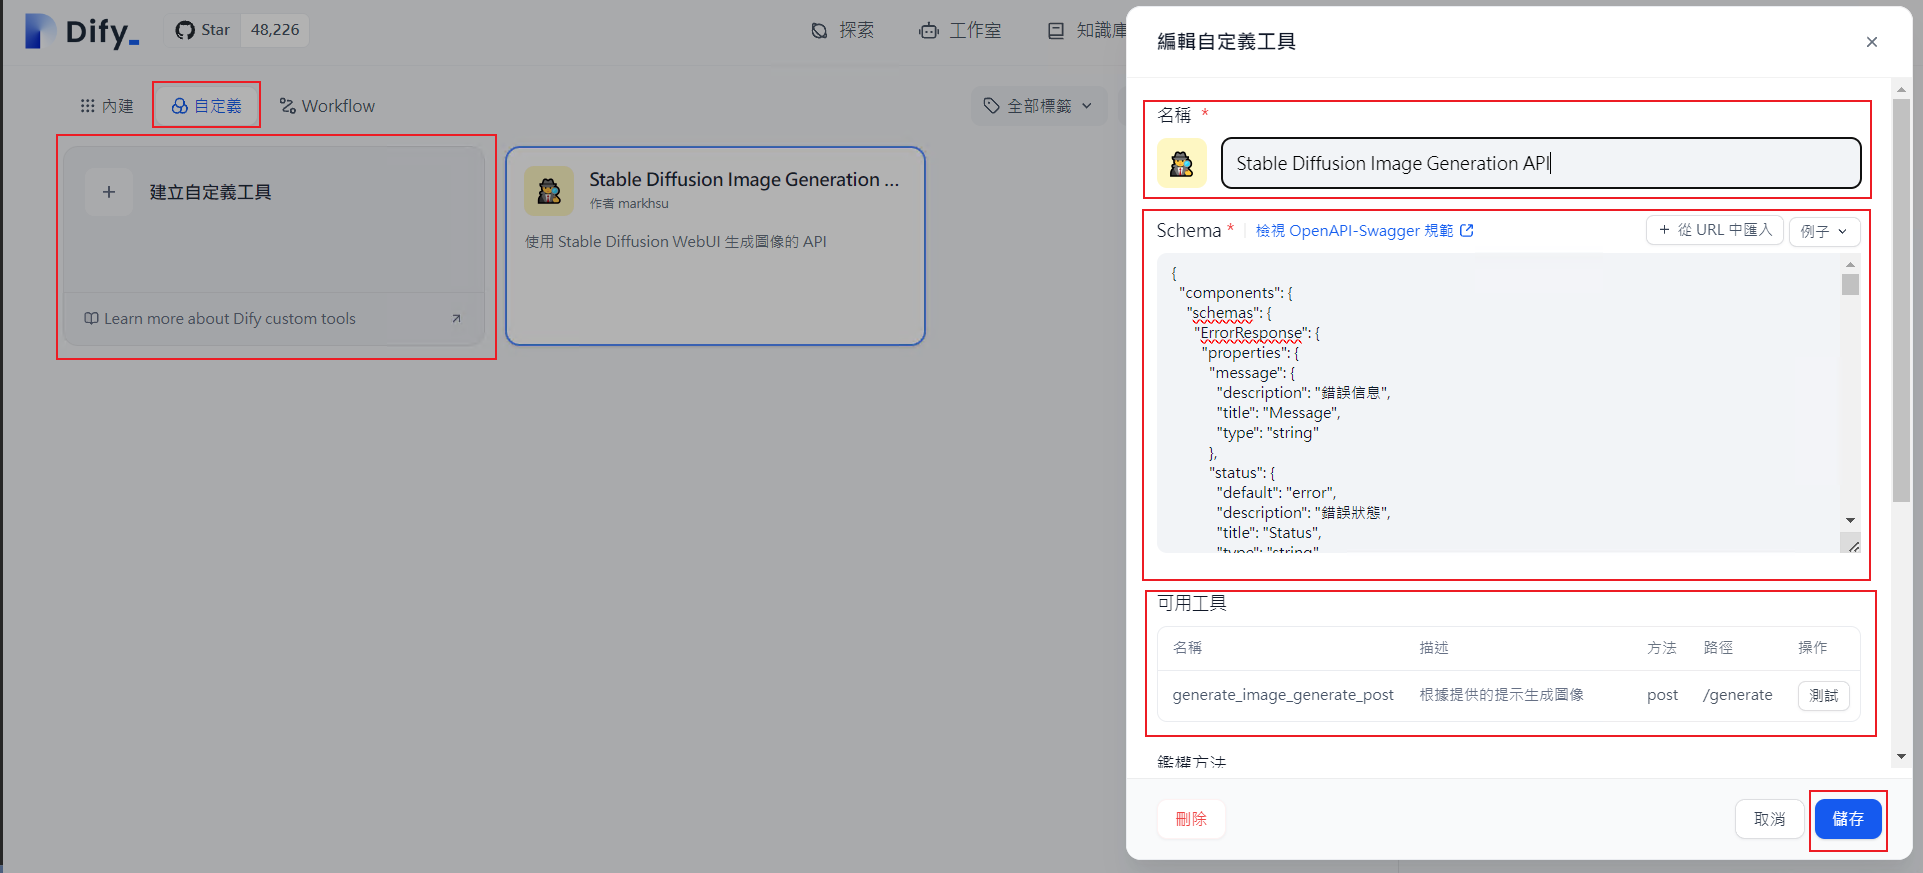 Dify_
Star 48,226
探索
工作室
知識庫
內建
自定義
Workflow
全部標籤
建立自定義工具
Learn more about Dify custom tools
Stable Diffusion Image Generation ...
作者 markhsu
使用 Stable Diffusion WebUI 生成圖像的 API
編輯自定義工具
名稱 *
Stable Diffusion Image Generation API
Schema * 檢視 OpenAPI-Swagger 規範
+ 從 URL 中匯入
例子
{
"components": {
"schemas": {
"ErrorResponse": {
"properties": {
"message": {
"description": "錯誤信息",
"title": "Message",
"type": "string"
},
"status": {
"default": "error",
"description": "錯誤狀態",
"title": "Status",
"type": "string"
可用工具
名稱 描述 方法 路徑 操作
generate_image_generate_post 根據提供的提示生成圖像 post /generate 測試
鑑權方法
刪除
取消
儲存